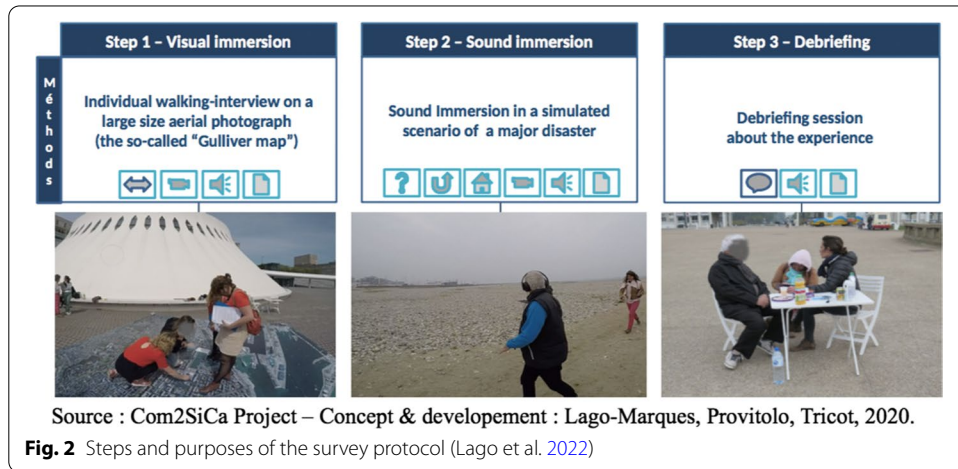 Step 1 – Visual immersion
Step 2 – Sound immersion
Step 3 – Debriefing
Méthods
Individual walking-interview on a
large size aerial photograph
(the so-called “Gulliver map”)
Sound Immersion in a simulated
scenario of a major disaster
Debriefing session
about the experience
?
Source : Com2SiCa Project – Concept & developement : Lago-Marques, Provitolo, Tricot, 2020.
Fig. 2 Steps and purposes of the survey protocol (Lago et al. 2022)